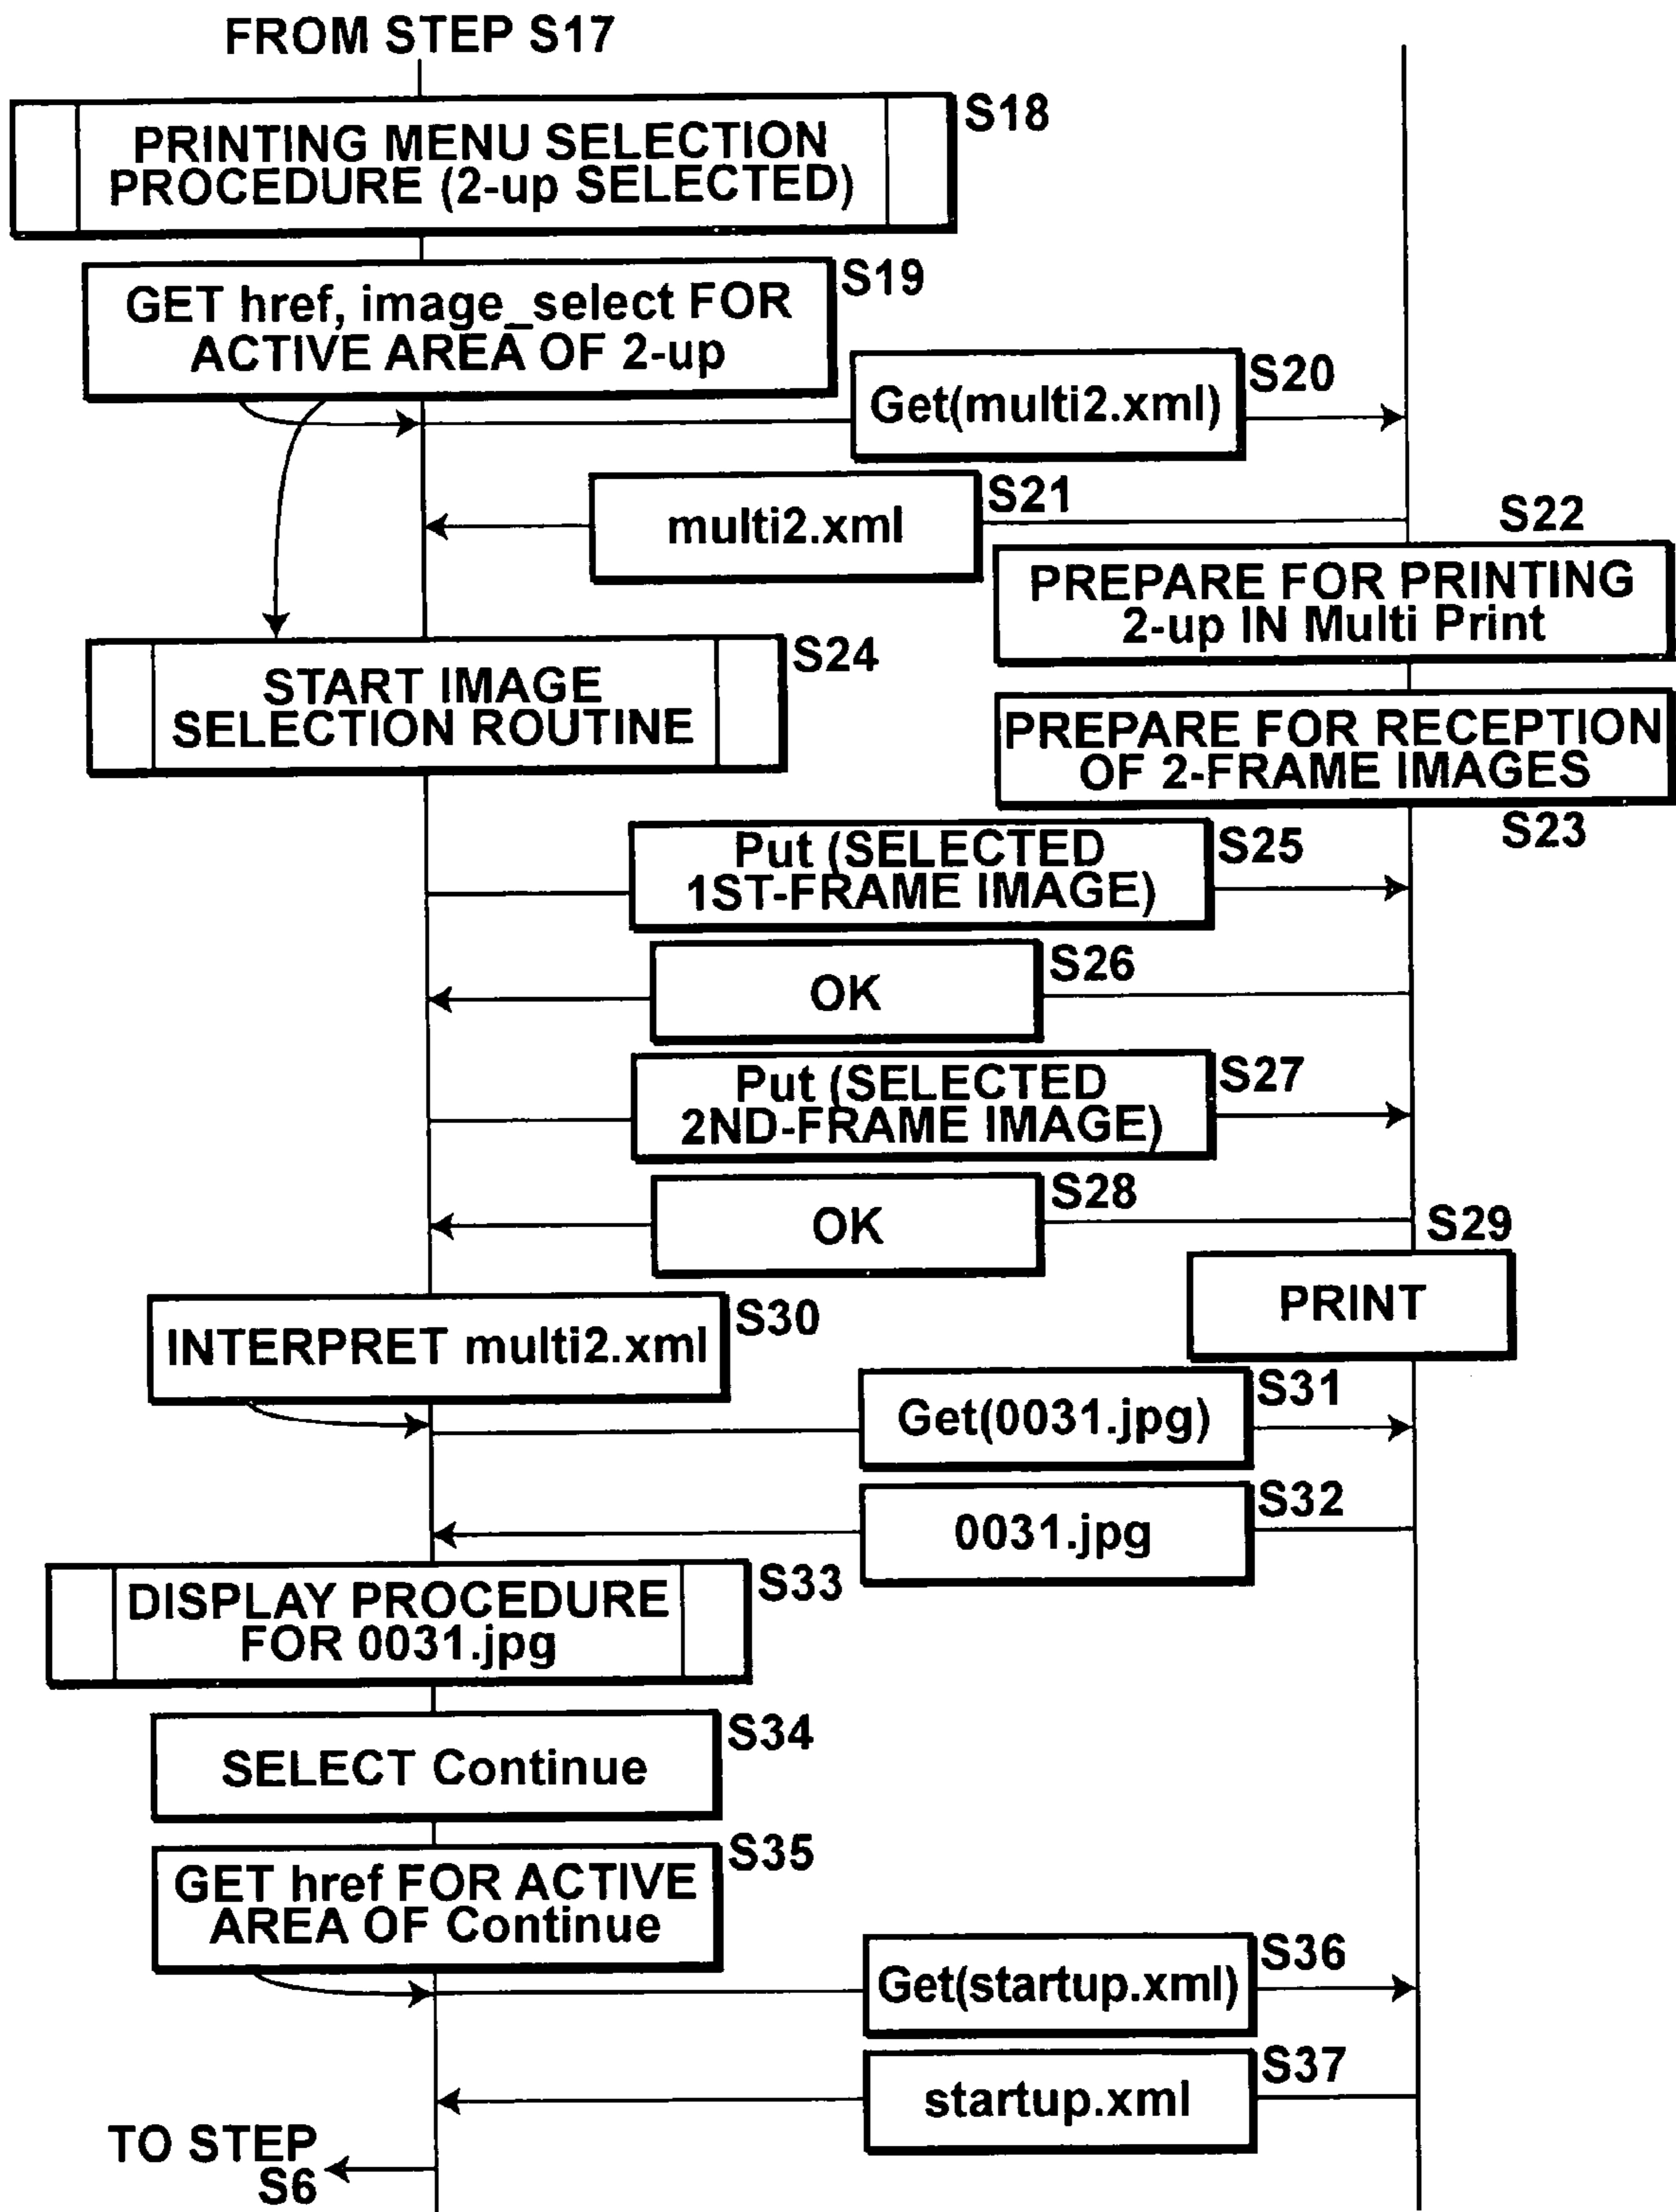 FROM STEP S17
PRINTING MENU SELECTION
PROCEDURE (2-up SELECTED)
S18
GET href, image_select FOR
ACTIVE AREA OF 2-up
S19
Get(multi2.xml)
S20
multi2.xml
S21
S22
PREPARE FOR PRINTING
2-up IN Multi Print
START IMAGE
SELECTION ROUTINE
S24
PREPARE FOR RECEPTION
OF 2-FRAME IMAGES
S23
Put (SELECTED
1ST-FRAME IMAGE)
S25
OK
S26
Put (SELECTED
2ND-FRAME IMAGE)
S27
OK
S28
S29
PRINT
INTERPRET multi2.xml
S30
Get(0031.jpg)
S31
0031.jpg
S32
DISPLAY PROCEDURE
FOR 0031.jpg
S33
SELECT Continue
S34
GET href FOR ACTIVE
AREA OF Continue
S35
Get(startup.xml)
S36
startup.xml
S37
TO STEP
S6